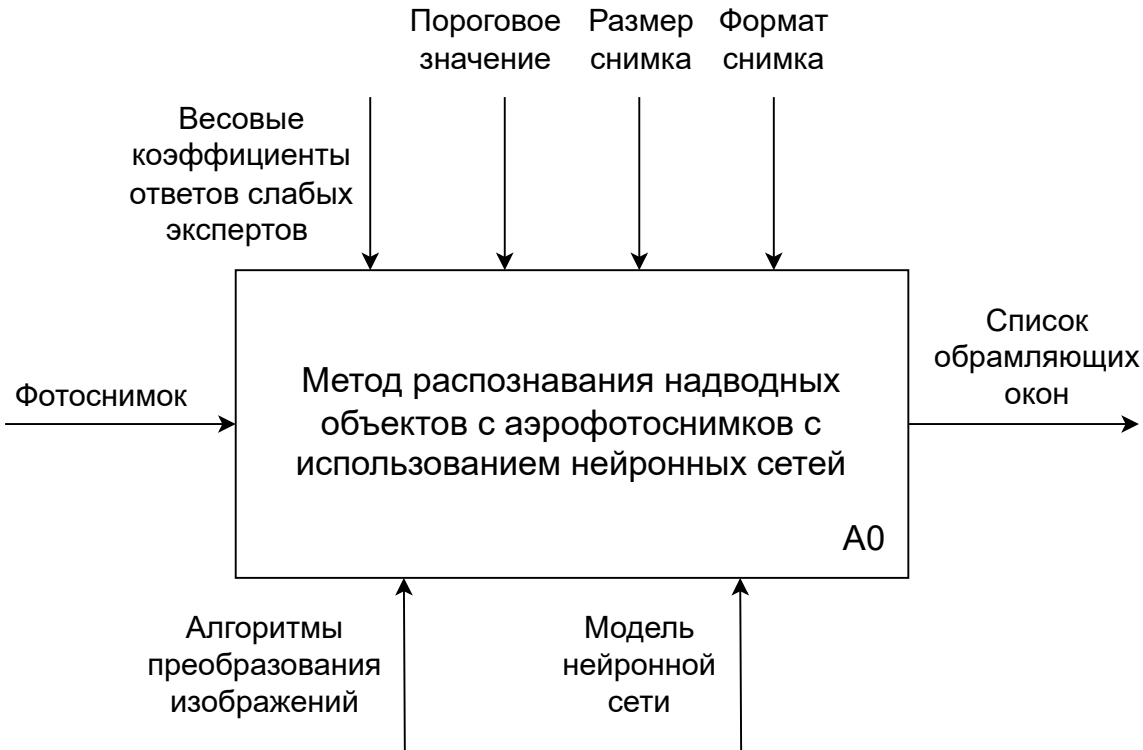 Пороговое
значение
Размер
снимка
Формат
снимка
Весовые
коэффициенты
ответов слабых
экспертов
Фотоснимок
Метод распознавания надводных
объектов с аэрофотоснимков с
использованием нейронных сетей
A0
Список
обрамляющих
окон
Алгоритмы
преобразования
изображений
Модель
нейронной
сети